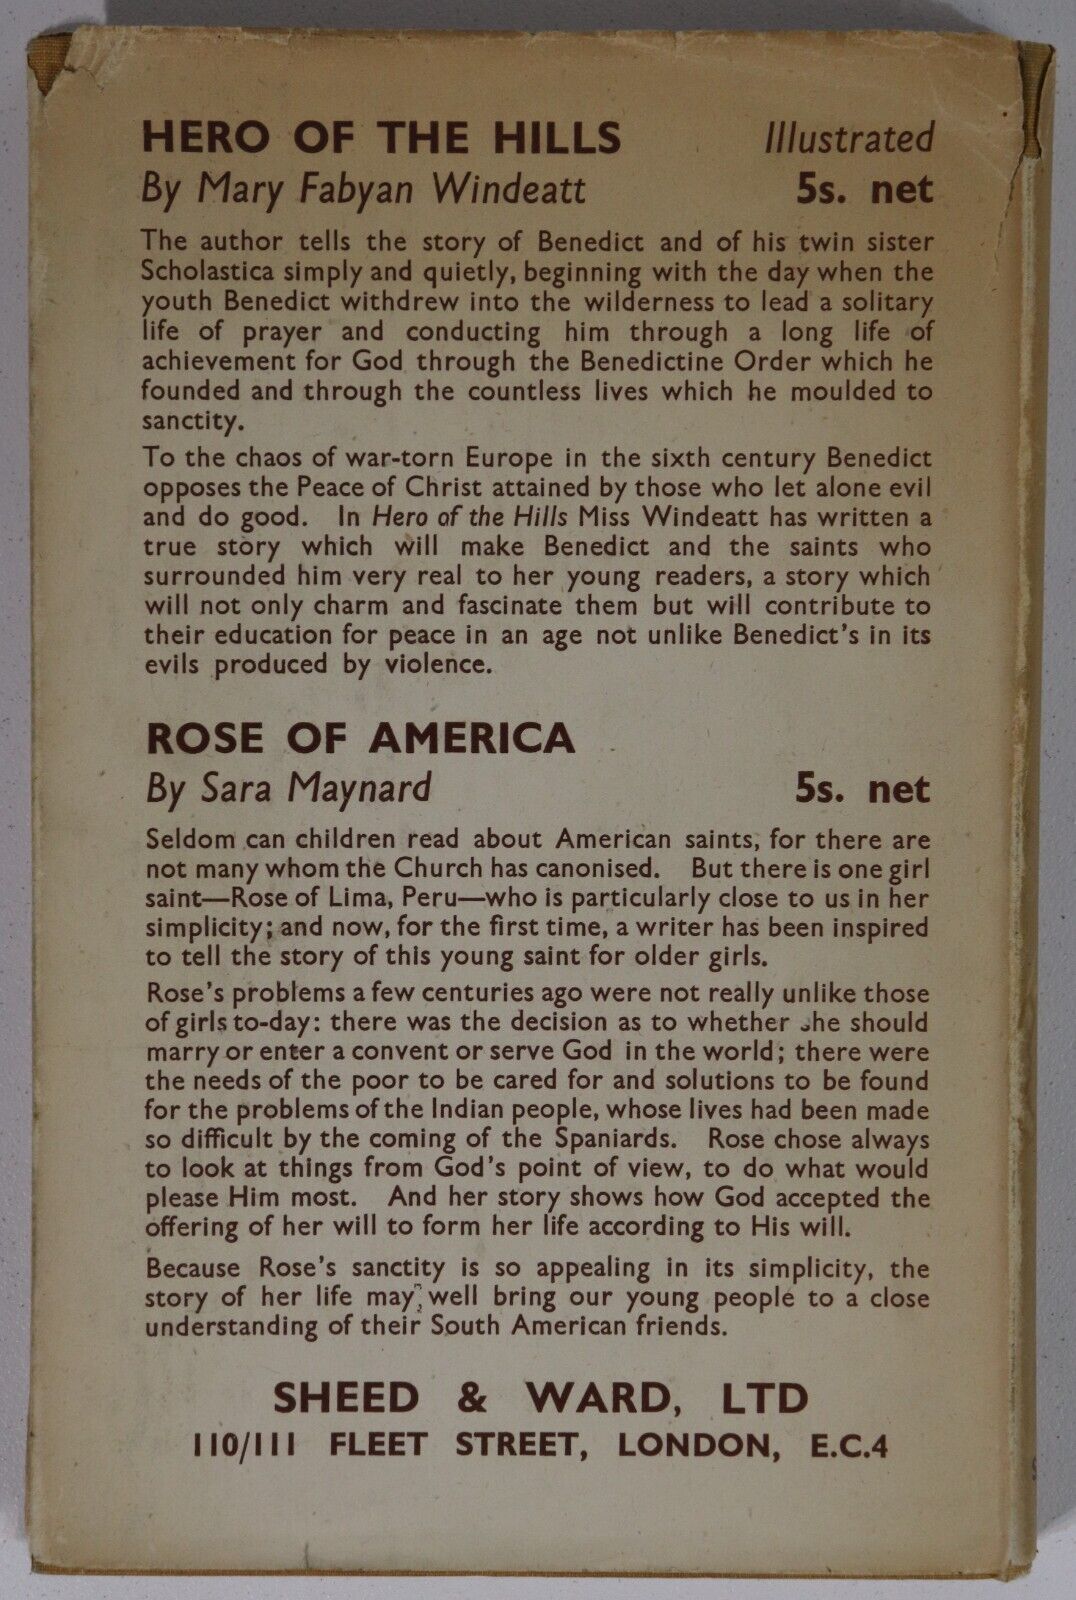 HERO OF THE HILLS Illustrated
By Mary Fabyan Windeatt 5s. net
The author tells the story of Benedict and of his twin sister
Scholastica simply and quietly, beginning with the day when the
youth Benedict withdrew into the wilderness to lead a solitary
life of prayer and conducting him through a long life of
achievement for God through the Benedictine Order which he
founded and through the countless lives which he moulded to
sanctity.
To the chaos of war-torn Europe in the sixth century Benedict
opposes the Peace of Christ attained by those who let alone evil
and do good. In Hero of the Hills Miss Windeatt has written a
true story which will make Benedict and the saints who
surrounded him very real to her young readers, a story which
will not only charm and fascinate them but will contribute to
their education for peace in an age not unlike Benedict's in its
evils produced by violence.
ROSE OF AMERICA
By Sara Maynard 5s. net
Seldom can children read about American saints, for there are
not many whom the Church has canonised. But there is one girl
saint—Rose of Lima, Peru—who is particularly close to us in her
simplicity; and now, for the first time, a writer has been inspired
to tell the story of this young saint for older girls.
Rose's problems a few centuries ago were not really unlike those
of girls to-day: there was the decision as to whether she should
marry or enter a convent or serve God in the world; there were
the needs of the poor to be cared for and solutions to be found
for the problems of the Indian people, whose lives had been made
so difficult by the coming of the Spaniards. Rose chose always
to look at things from God's point of view, to do what would
please Him most. And her story shows how God accepted the
offering of her will to form her life according to His will.
Because Rose's sanctity is so appealing in its simplicity, the
story of her life may well bring our young people to a close
understanding of their South American friends.
SHEED & WARD, LTD
110/111 FLEET STREET, LONDON, E.C.4